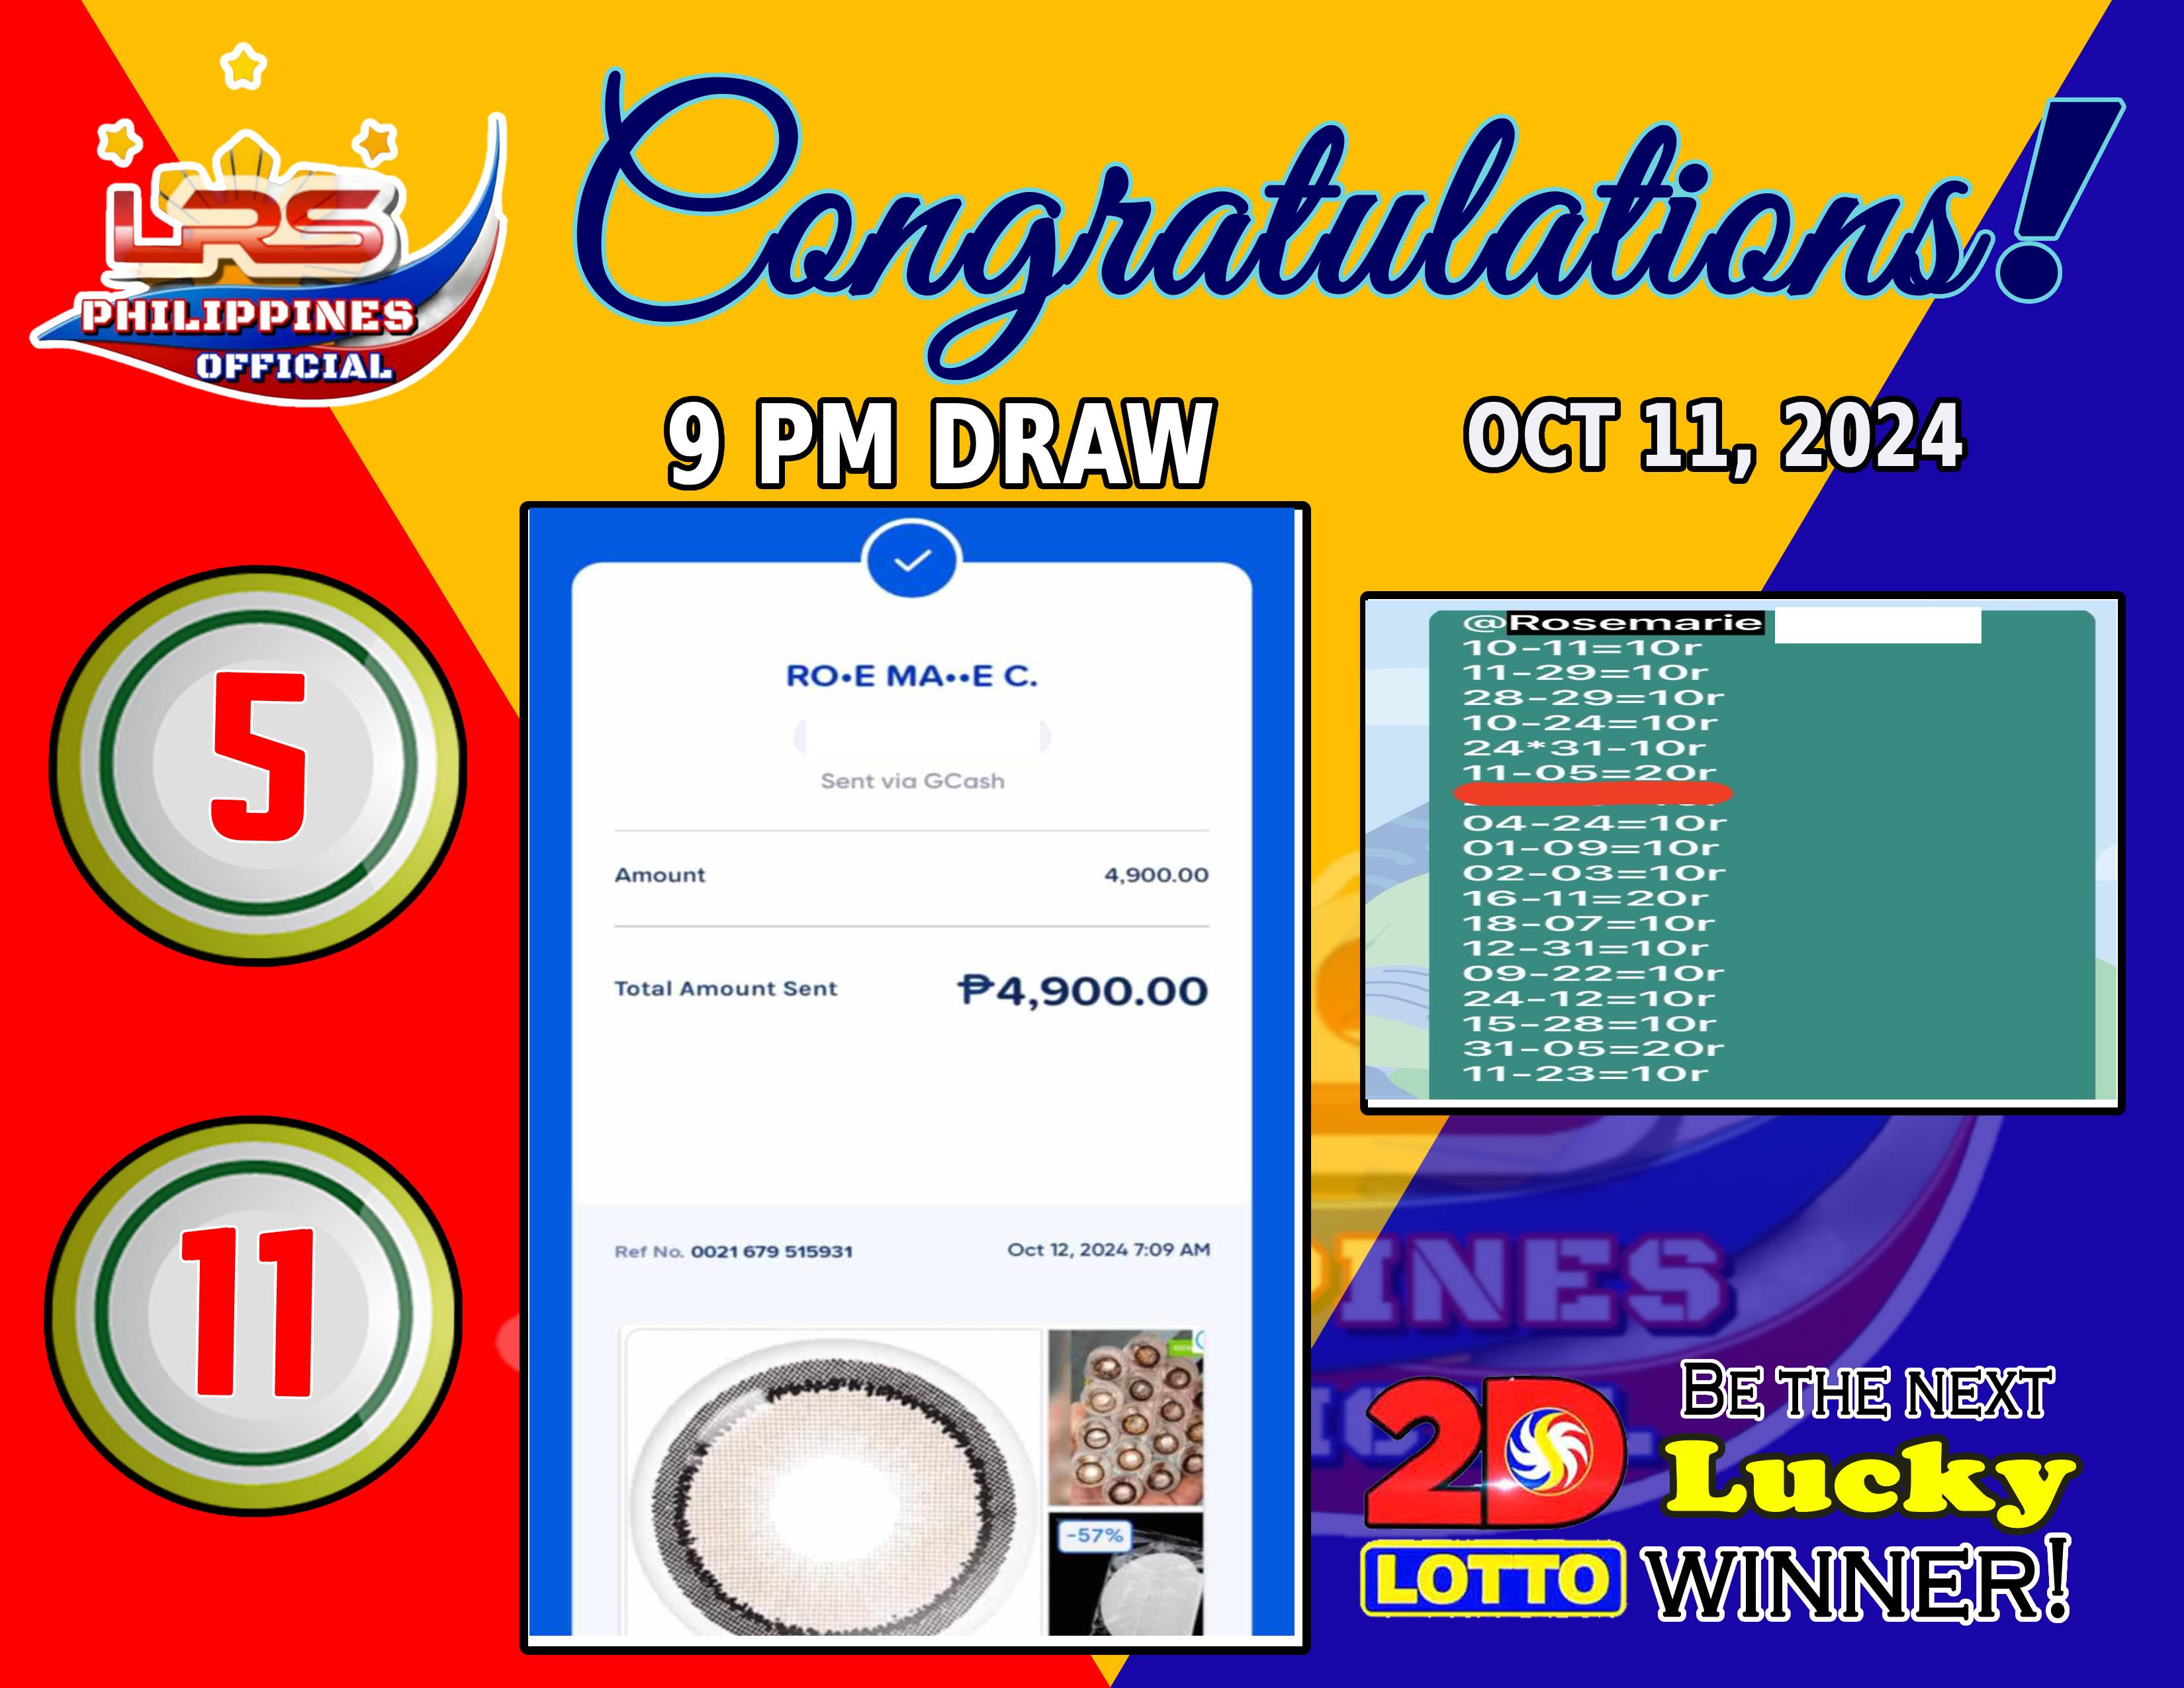 LRS
PHILIPPINES
OFFICIAL
Congratulations!
9 PM DRAW
OCT 11, 2024
5
11
RO•E MA••E C.
Sent via GCash
Amount 4,900.00
Total Amount Sent ₱4,900.00
Ref No. 0021 679 515931 Oct 12, 2024 7:09 AM
-57%
@Rosemarie
10-11=10r
11-29=10r
28-29=10r
10-24=10r
24*31-10r
11-05=20r
04-24=10r
01-09=10r
02-03=10r
16-11=20r
18-07=10r
12-31=10r
09-22=10r
24-12=10r
15-28=10r
31-05=20r
11-23=10r
PINES
2D
LOTTO
BE THE NEXT
Lucky
WINNER!